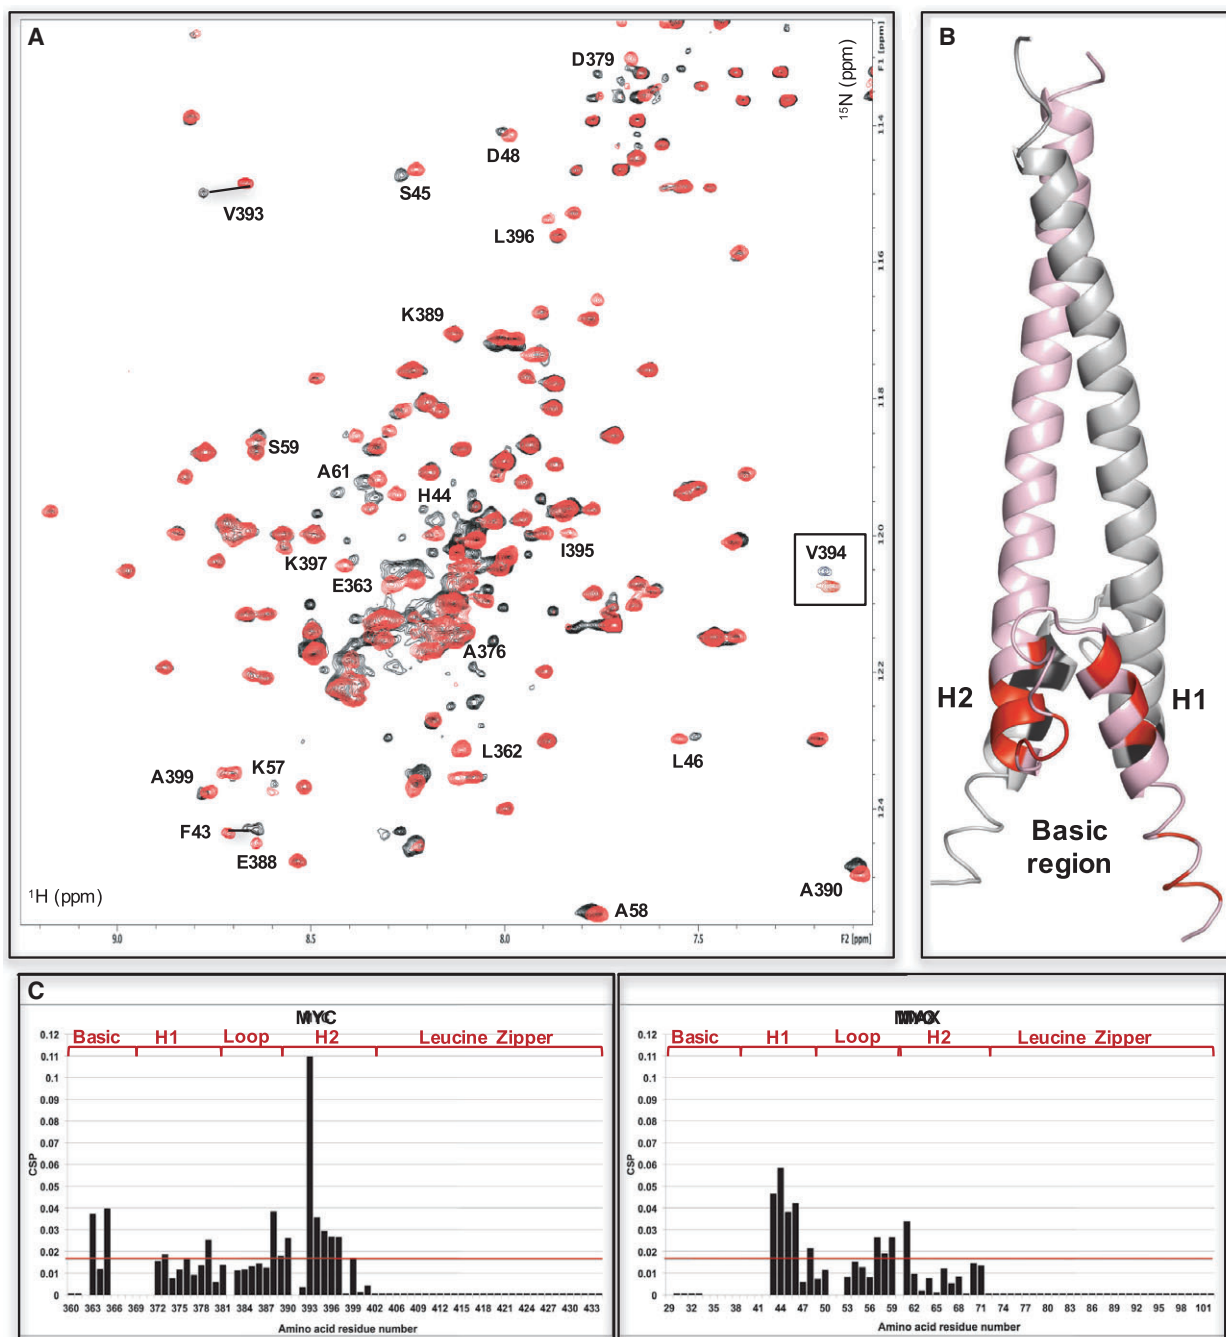 A
B
D379
15N (ppm)
F1 [ppm]
114
D48
S45
V393
L396
116
K389
118
S59
A61
H44
120
I395
V394
K397
E363
A376
122
H2
H1
L362
L46
A399
K57
124
F43
E388
Basic
region
A390
1H (ppm)
A58
9.0 8.5 8.0 7.5 F2 [ppm]
C
MYC
MAX
Basic H1 Loop H2 Leucine Zipper
Basic H1 Loop H2 Leucine Zipper
0.12
0.11
0.1
0.09
0.08
0.07
0.06
0.05
0.04
0.03
0.02
0.01
0
CSP
360 363 366 369 372 375 378 381 384 387 390 393 396 399 402 406 409 412 415 418 421 424 427 430 433
Amino acid residue number
0.12
0.11
0.1
0.09
0.08
0.07
0.06
0.05
0.04
0.03
0.02
0.01
0
CSP
29 32 35 38 41 44 47 50 53 56 59 62 65 68 71 74 77 80 83 86 89 92 95 98 101
Amino acid residue number